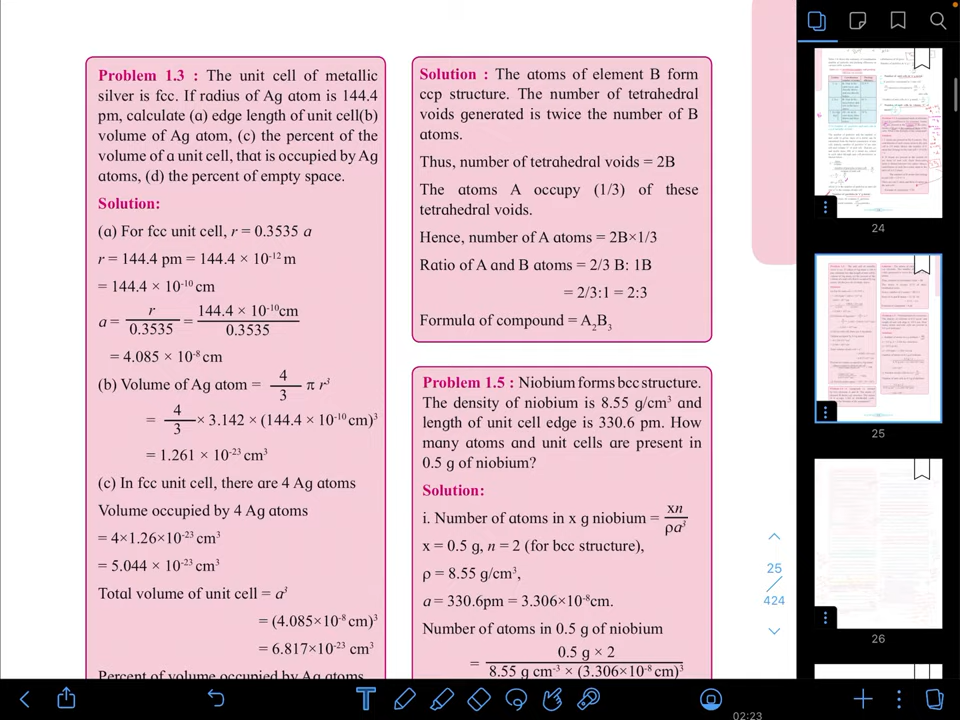 Problem 1.3 : The unit cell of metallic
silver is fcc. If radius of Ag atom is 144.4
pm, calculate (a) edge length of unit cell(b)
volume of Ag atom, (c) the percent of the
volume of a unit cell, that is occupied by Ag
atoms, (d) the percent of empty space.
Solution:
(a) For fcc unit cell, r = 0.3535 a
r = 144.4 pm = 144.4 × 10⁻¹² m
= 144.4 × 10⁻¹⁰ cm
a = r / 0.3535 = 144.4 × 10⁻¹⁰cm / 0.3535
= 4.085 × 10⁻⁸ cm
(b) Volume of Ag atom = 4/3 π r³
= 4/3 × 3.142 × (144.4 × 10⁻¹⁰ cm)³
= 1.261 × 10⁻²³ cm³
(c) In fcc unit cell, there are 4 Ag atoms
Volume occupied by 4 Ag atoms
= 4×1.26×10⁻²³ cm³
= 5.044 × 10⁻²³ cm³
Total volume of unit cell = a³
= (4.085×10⁻⁸ cm)³
= 6.817×10⁻²³ cm³
Percent of volume occupied by Ag atoms
Solution : The atoms of element B form
ccp structure. The number of tetrahedral
voids generated is twice the number of B
atoms.
Thus, number of tetrahedral voids = 2B
The atoms A occupy (1/3) of these
tetrahedral voids.
Hence, number of A atoms = 2B×1/3
Ratio of A and B atoms = 2/3 B: 1B
= 2/3:1 = 2:3
Formula of compound = A₂B₃
Problem 1.5 : Niobium forms bcc structure.
The density of niobium is 8.55 g/cm³ and
length of unit cell edge is 330.6 pm. How
many atoms and unit cells are present in
0.5 g of niobium?
Solution:
i. Number of atoms in x g niobium = xn / ρa³
x = 0.5 g, n = 2 (for bcc structure),
ρ = 8.55 g/cm³,
a = 330.6pm = 3.306×10⁻⁸cm.
Number of atoms in 0.5 g of niobium
= 0.5 g × 2 / 8.55 g cm⁻³ × (3.306×10⁻⁸ cm)³
25
424
24
25
26
T
02:23